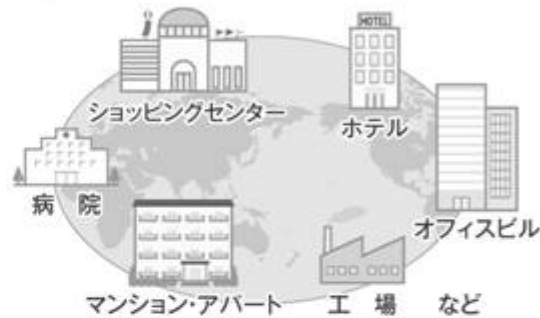 HOTEL
ショッピングセンター
ホテル
病 院
オフィスビル
マンション・アパート
工 場 など